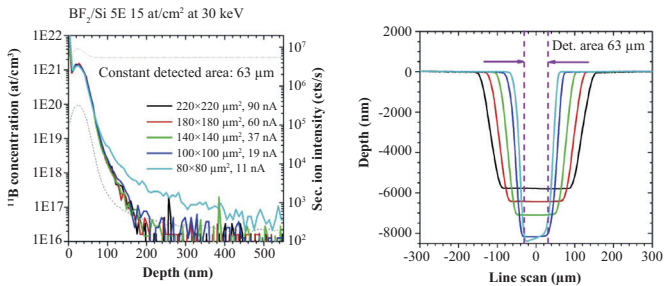 BF₂/Si 5E 15 at/cm² at 30 keV
1E22
1E21
1E20
1E19
1E18
1E17
1E16
¹¹B concentration (at/cm³)
Constant detected area: 63 µm
220×220 µm², 90 nA
180×180 µm², 60 nA
140×140 µm², 37 nA
100×100 µm², 19 nA
80×80 µm², 11 nA
10⁷
10⁶
10⁵
10⁴
10³
10²
Sec. ion intensity (cts/s)
0 100 200 300 400 500
Depth (nm)
2000
0
-2000
-4000
-6000
-8000
Depth (nm)
Det. area 63 µm
-300 -200 -100 0 100 200 300
Line scan (µm)